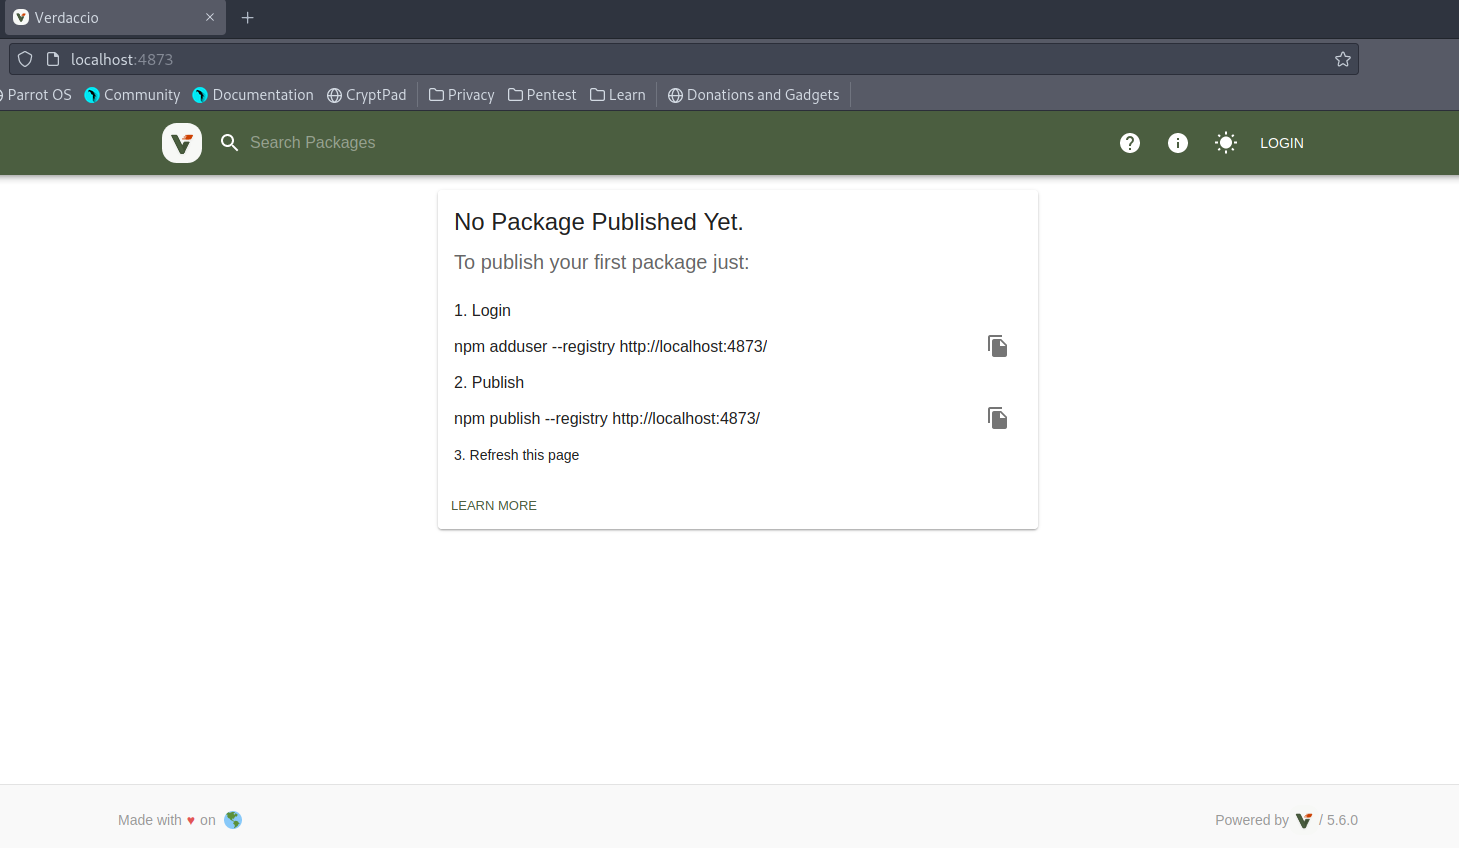 Verdaccio
localhost:4873
Parrot OS Community Documentation CryptPad Privacy Pentest Learn Donations and Gadgets
Search Packages LOGIN
No Package Published Yet.
To publish your first package just:
1. Login
npm adduser --registry http://localhost:4873/
2. Publish
npm publish --registry http://localhost:4873/
3. Refresh this page
LEARN MORE
Made with ♥ on Powered by / 5.6.0